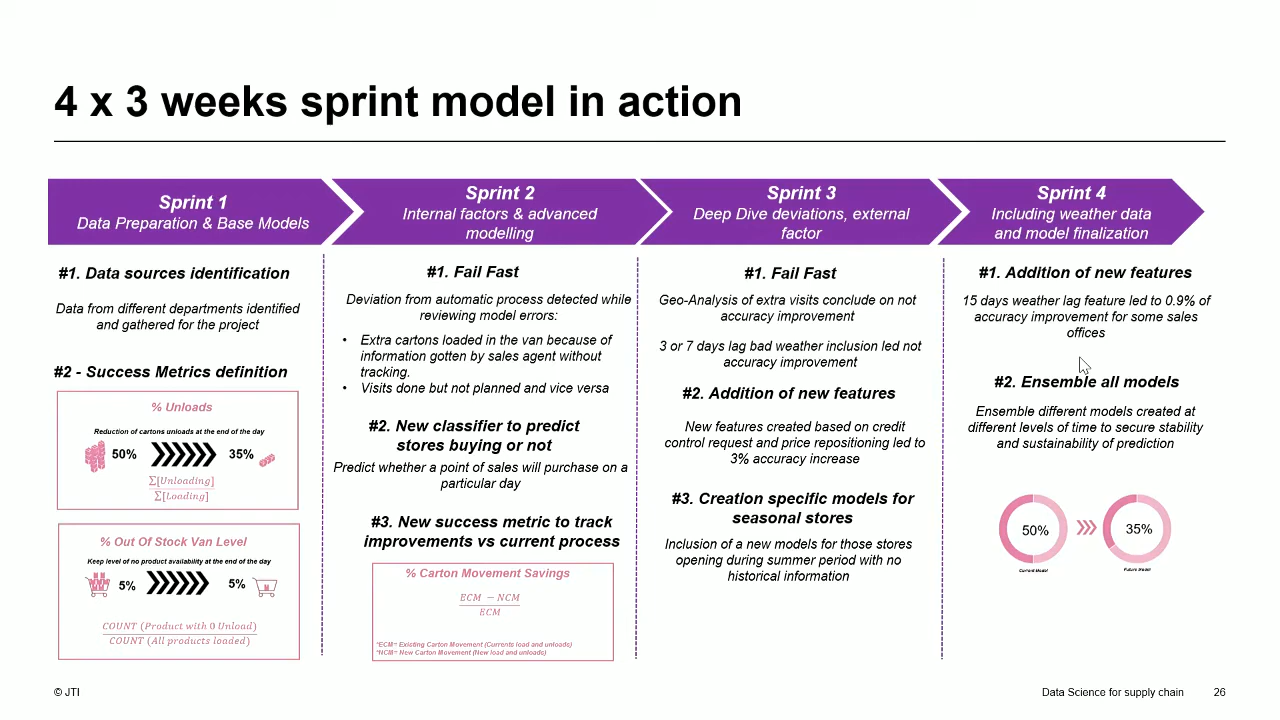 4 x 3 weeks sprint model in action
Sprint 1
Data Preparation & Base Models
Sprint 2
Internal factors & advanced
modelling
Sprint 3
Deep Dive deviations, external
factor
Sprint 4
Including weather data
and model finalization
#1. Data sources identification
Data from different departments identified
and gathered for the project
#2 - Success Metrics definition
% Unloads
Reduction of cartons unloads at the end of the day
50%
35%
Σ[Unloading]
Σ[Loading]
% Out Of Stock Van Level
Keep level of no product availability at the end of the day
5%
5%
COUNT (Product with 0 Unload)
COUNT (All products loaded)
#1. Fail Fast
Deviation from automatic process detected while
reviewing model errors:
• Extra cartons loaded in the van because of
information gotten by sales agent without
tracking.
• Visits done but not planned and vice versa
#2. New classifier to predict
stores buying or not
Predict whether a point of sales will purchase on a
particular day
#3. New success metric to track
improvements vs current process
% Carton Movement Savings
ECM − NCM
ECM
*ECM= Existing Carton Movement (Currents load and unloads)
*NCM= New Carton Movement (New load and unloads)
#1. Fail Fast
Geo-Analysis of extra visits conclude on not
accuracy improvement
3 or 7 days lag bad weather inclusion led not
accuracy improvement
#2. Addition of new features
New features created based on credit
control request and price repositioning led to
3% accuracy increase
#3. Creation specific models for
seasonal stores
Inclusion of a new models for those stores
opening during summer period with no
historical information
#1. Addition of new features
15 days weather lag feature led to 0.9% of
accuracy improvement for some sales
offices
#2. Ensemble all models
Ensemble different models created at
different levels of time to secure stability
and sustainability of prediction
50%
35%
Current Model
Future Model
© JTI
Data Science for supply chain
26